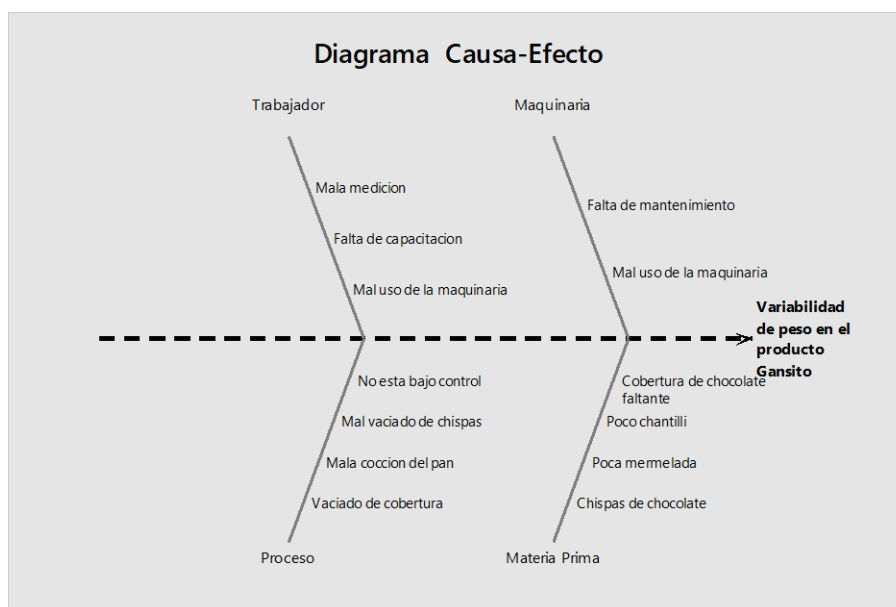 Diagrama Causa-Efecto
Trabajador
Maquinaria
Mala medicion
Falta de capacitacion
Mal uso de la maquinaria
Falta de mantenimiento
Mal uso de la maquinaria
Variabilidad
de peso en el
producto
Gansito
No esta bajo control
Mal vaciado de chispas
Mala coccion del pan
Vaciado de cobertura
Cobertura de chocolate
faltante
Poco chantilli
Poca mermelada
Chispas de chocolate
Proceso
Materia Prima